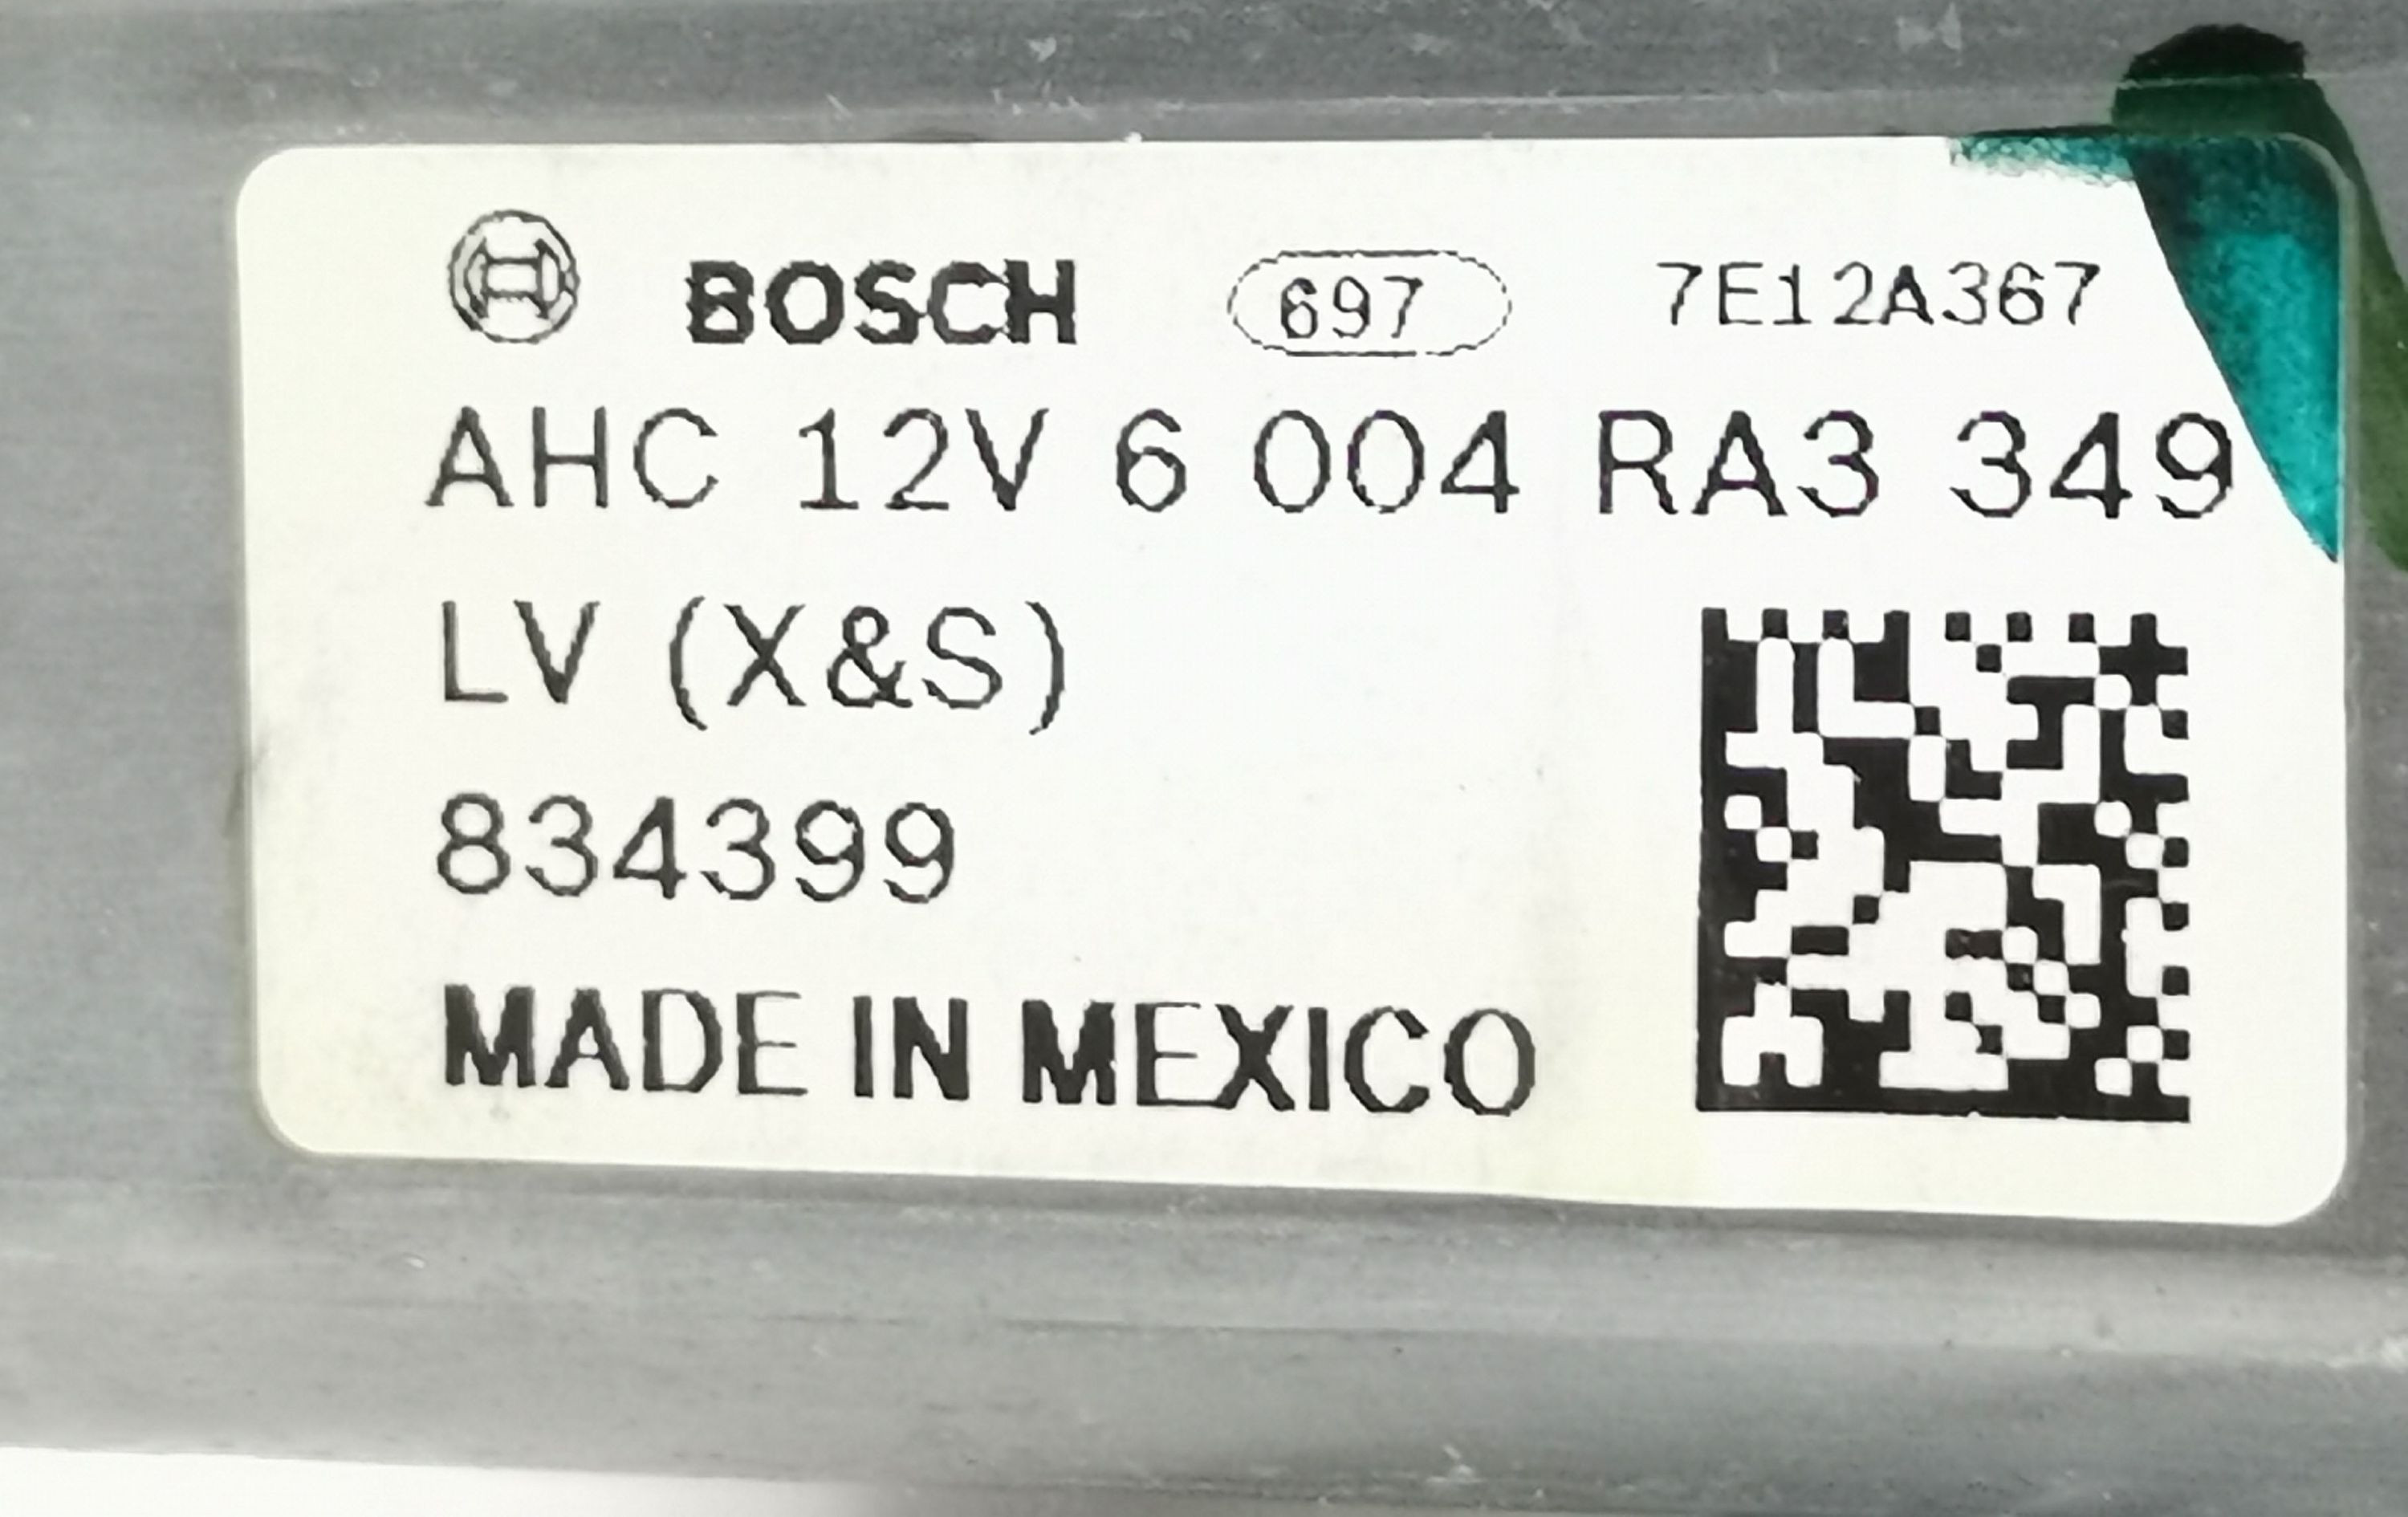 BOSCH 697 7E12A367
AHC 12V 6 004 RA3 349
LV (X&S)
834399
MADE IN MEXICO